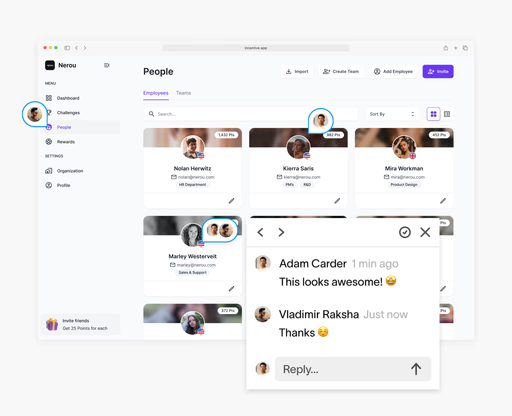 incentive.app
Nerou
MENU
Dashboard
Challenges
People
Rewards
SETTINGS
Organization
Profile
Invite friends
Get 25 Points for each
People
Import
Create Team
Add Employee
Invite
Employees
Teams
Search...
Sort By
1,432 Pts
Nolan Herwitz
nolan@nerou.com
HR Department
982 Pts
Kierra Saris
kierra@nerou.com
PM's
R&D
452 Pts
Mira Workman
mira@nerou.com
Product Design
Marley Westerveit
marley@nerou.com
Sales & Support
372 Pts
Adam Carder 1 min ago
This looks awesome! 🤩
Vladimir Raksha Just now
Thanks ☺️
Reply...